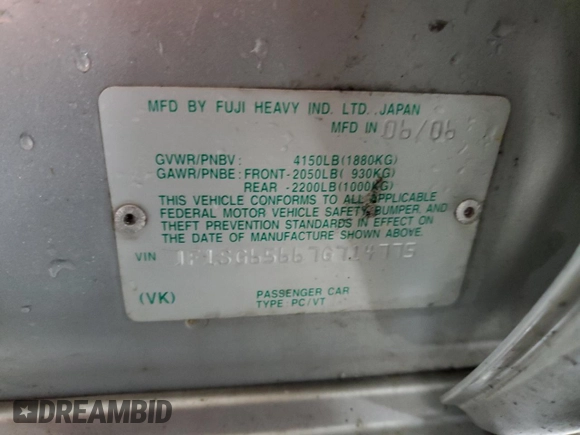 MFD BY FUJI HEAVY IND. LTD., JAPAN
MFD IN 06/06
GVWR/PNBV: 4150LB(1880KG)
GAWR/PNBE: FRONT-2050LB( 930KG)
REAR -2200LB(1000KG)
THIS VEHICLE CONFORMS TO ALL APPLICABLE
FEDERAL MOTOR VEHICLE SAFETY, BUMPER, AND
THEFT PREVENTION STANDARDS IN EFFECT ON
THE DATE OF MANUFACTURE SHOWN ABOVE.
VIN
(VK)
PASSENGER CAR
TYPE PC/VT
DREAMBID